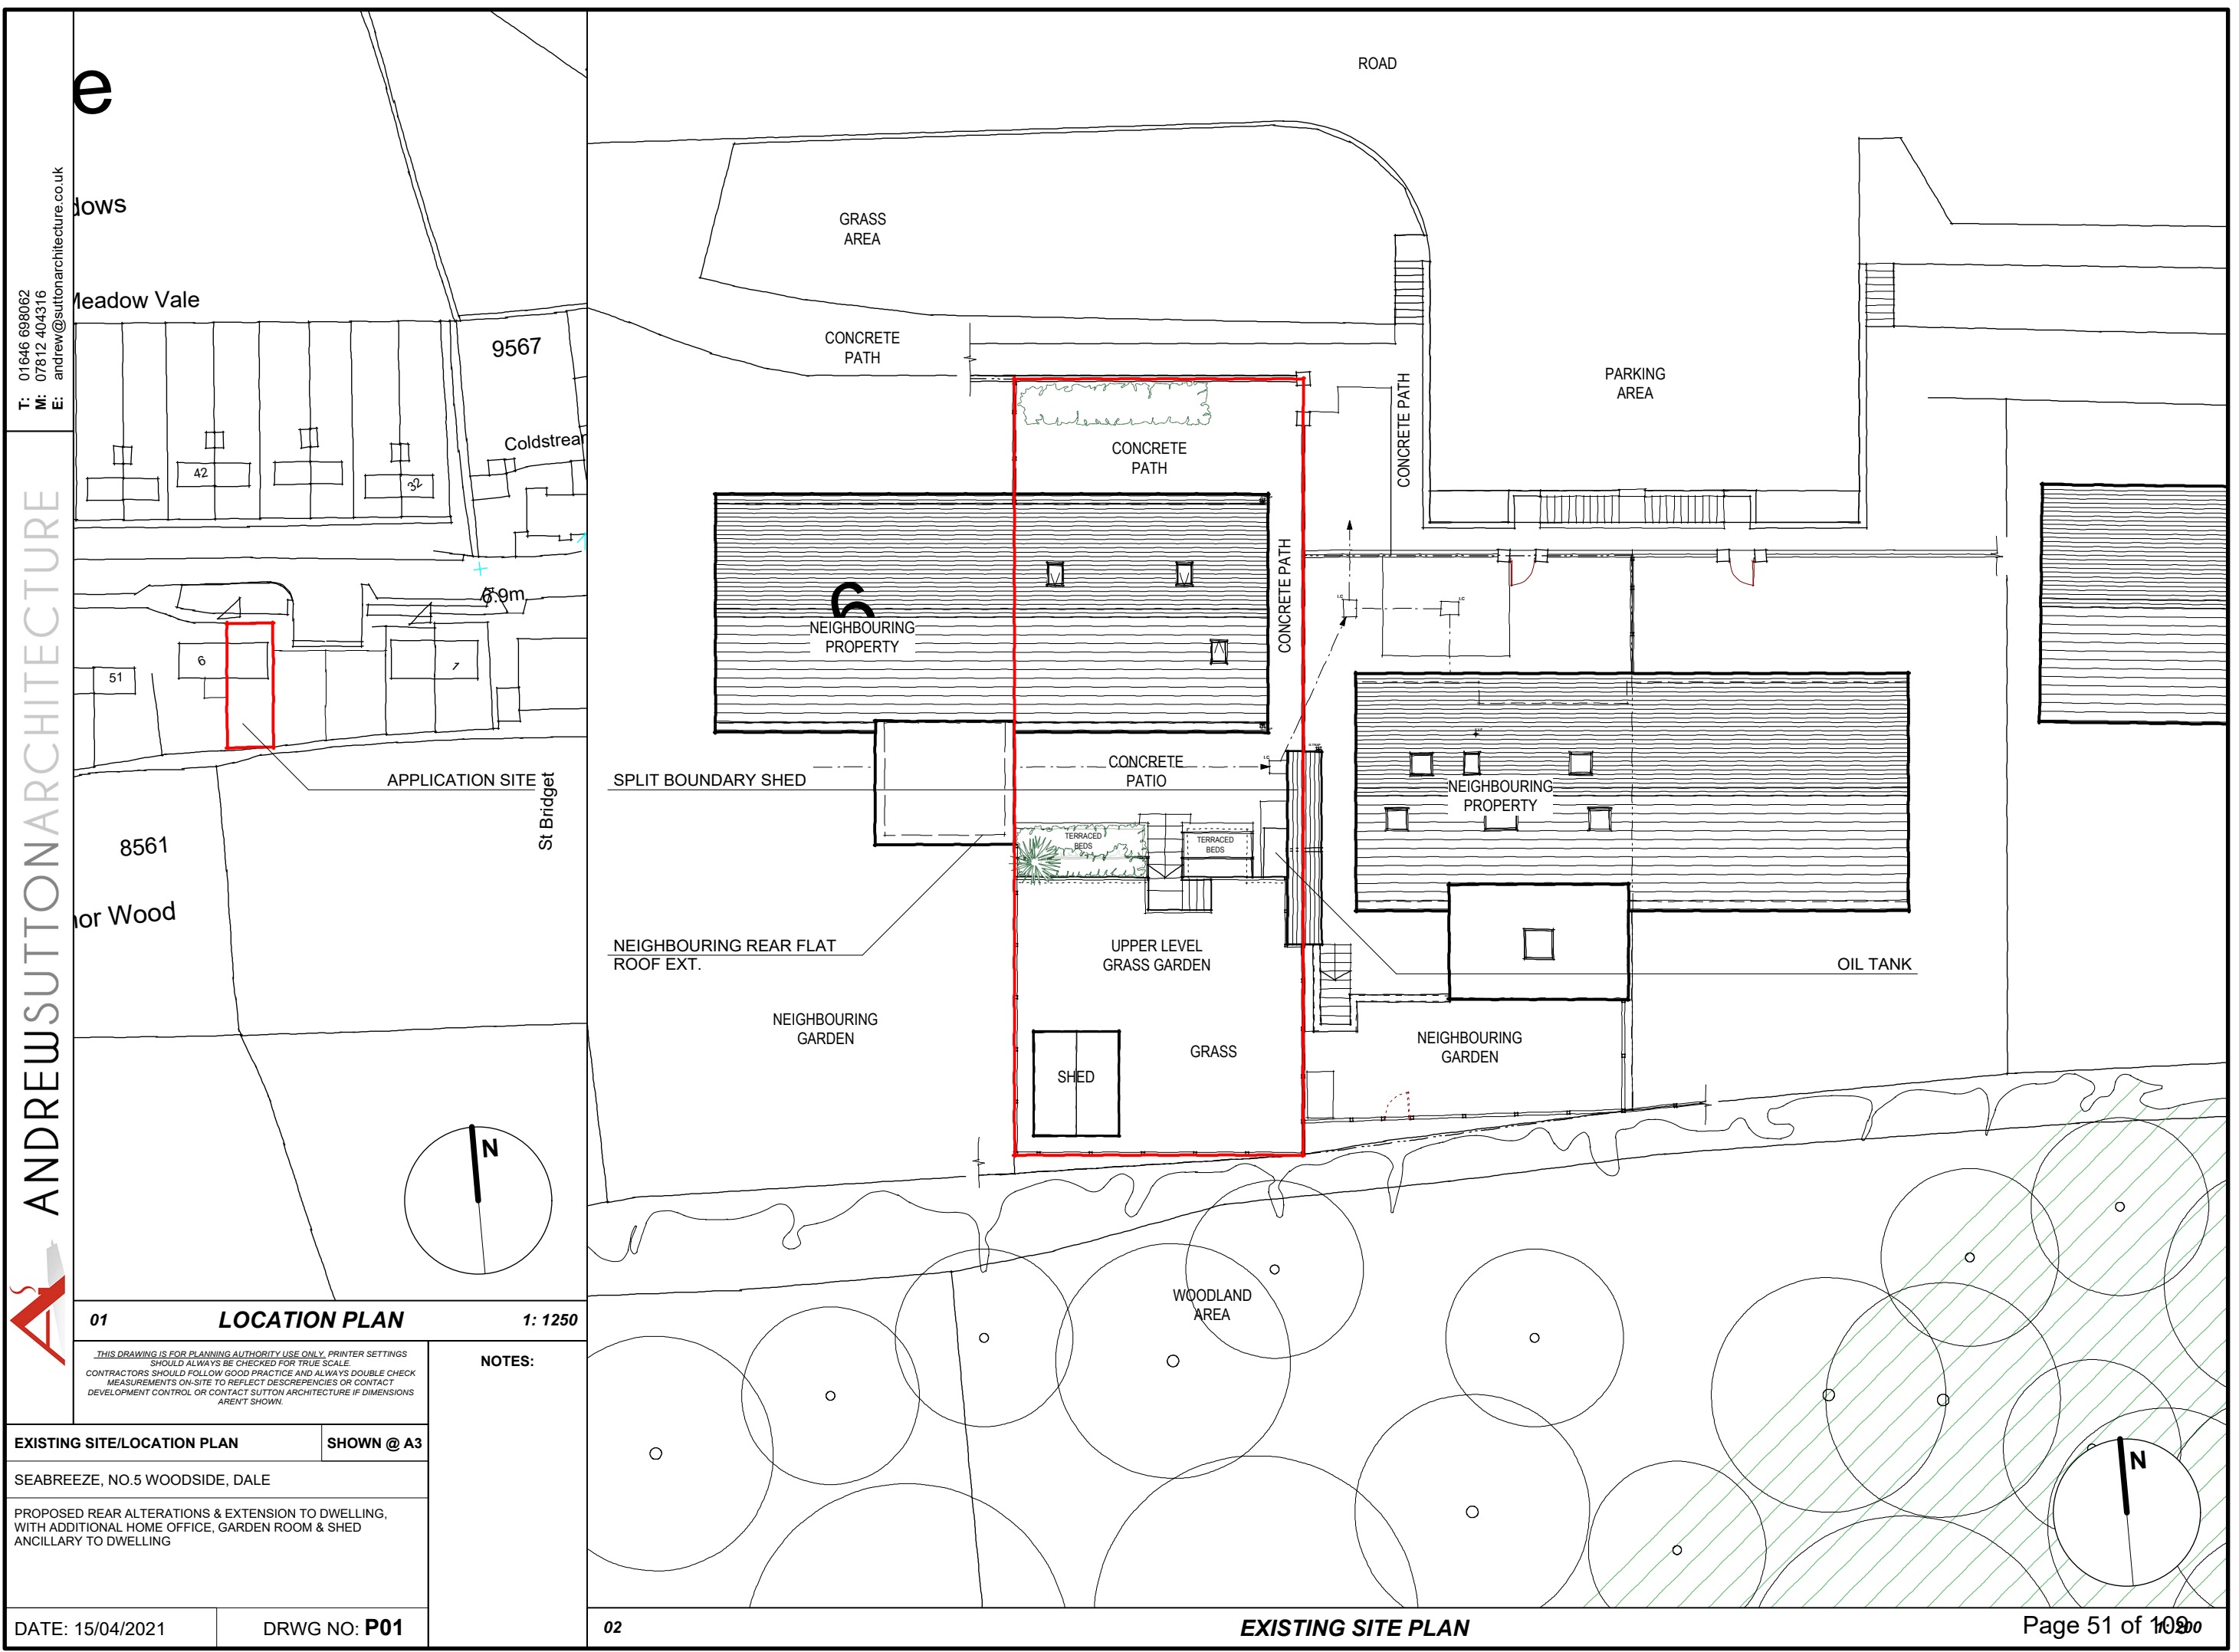 T: 01646 698062
M: 07812 404316
E: andrew@suttonarchitecture.co.uk
ANDREWSUTTONARCHITECTURE
e
dows
Meadow Vale
9567
Coldstrear
42
32
6.9m
6
7
51
APPLICATION SITE
St Bridget
8561
nor Wood
N
01
LOCATION PLAN
1: 1250
THIS DRAWING IS FOR PLANNING AUTHORITY USE ONLY. PRINTER SETTINGS
SHOULD ALWAYS BE CHECKED FOR TRUE SCALE.
CONTRACTORS SHOULD FOLLOW GOOD PRACTICE AND ALWAYS DOUBLE CHECK
MEASUREMENTS ON-SITE TO REFLECT DESCREPENCIES OR CONTACT
DEVELOPMENT CONTROL OR CONTACT SUTTON ARCHITECTURE IF DIMENSIONS
AREN'T SHOWN.
NOTES:
EXISTING SITE/LOCATION PLAN
SHOWN @ A3
SEABREEZE, NO.5 WOODSIDE, DALE
PROPOSED REAR ALTERATIONS & EXTENSION TO DWELLING,
WITH ADDITIONAL HOME OFFICE, GARDEN ROOM & SHED
ANCILLARY TO DWELLING
DATE: 15/04/2021
DRWG NO: P01
ROAD
GRASS
AREA
CONCRETE
PATH
CONCRETE PATH
PARKING
AREA
CONCRETE
PATH
CONCRETE PATH
6
NEIGHBOURING
PROPERTY
I.C
I.C
I.C
SPLIT BOUNDARY SHED
CONCRETE
PATIO
NEIGHBOURING
PROPERTY
TERRACED
BEDS
TERRACED
BEDS
NEIGHBOURING REAR FLAT
ROOF EXT.
UPPER LEVEL
GRASS GARDEN
OIL TANK
NEIGHBOURING
GARDEN
GRASS
NEIGHBOURING
GARDEN
SHED
WOODLAND
AREA
N
02
EXISTING SITE PLAN
Page 51 of 109